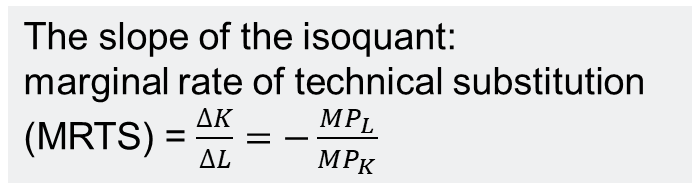 The slope of the isoquant:
marginal rate of technical substitution
(MRTS) = ΔK/ΔL = − MP_L/MP_K